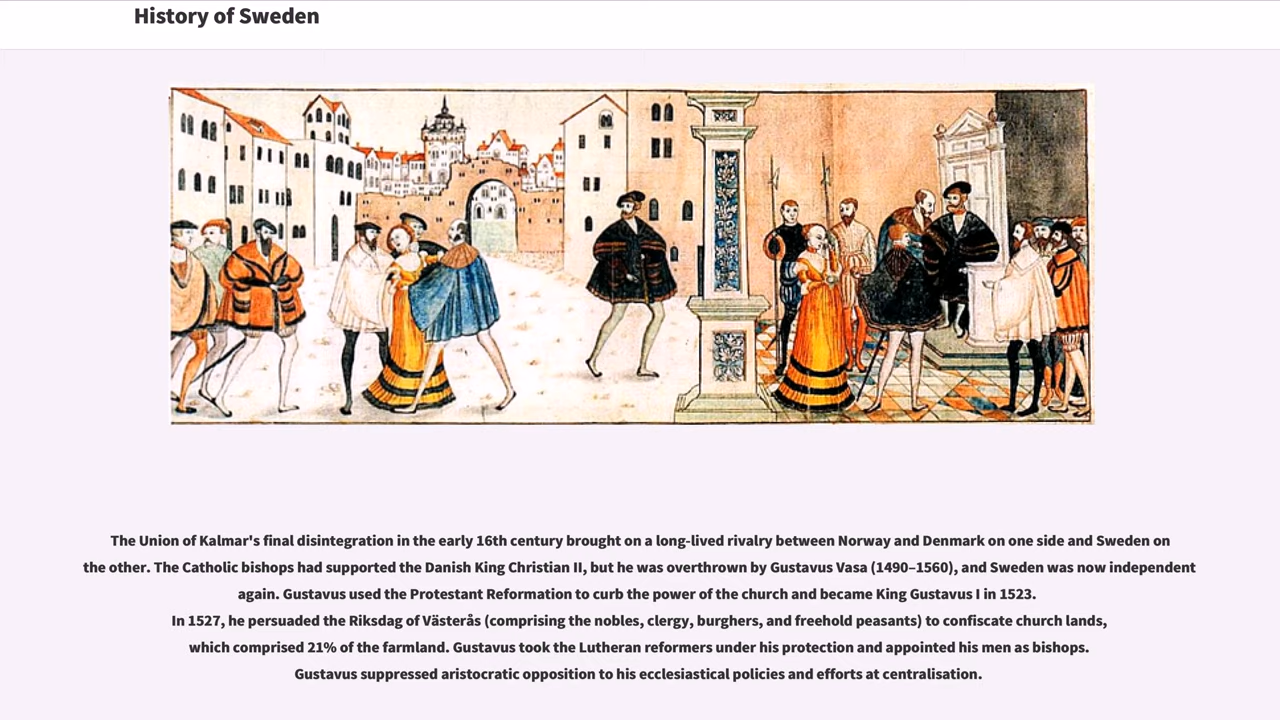 History of Sweden
The Union of Kalmar's final disintegration in the early 16th century brought on a long-lived rivalry between Norway and Denmark on one side and Sweden on
the other. The Catholic bishops had supported the Danish King Christian II, but he was overthrown by Gustavus Vasa (1490–1560), and Sweden was now independent
again. Gustavus used the Protestant Reformation to curb the power of the church and became King Gustavus I in 1523.
In 1527, he persuaded the Riksdag of Västerås (comprising the nobles, clergy, burghers, and freehold peasants) to confiscate church lands,
which comprised 21% of the farmland. Gustavus took the Lutheran reformers under his protection and appointed his men as bishops.
Gustavus suppressed aristocratic opposition to his ecclesiastical policies and efforts at centralisation.